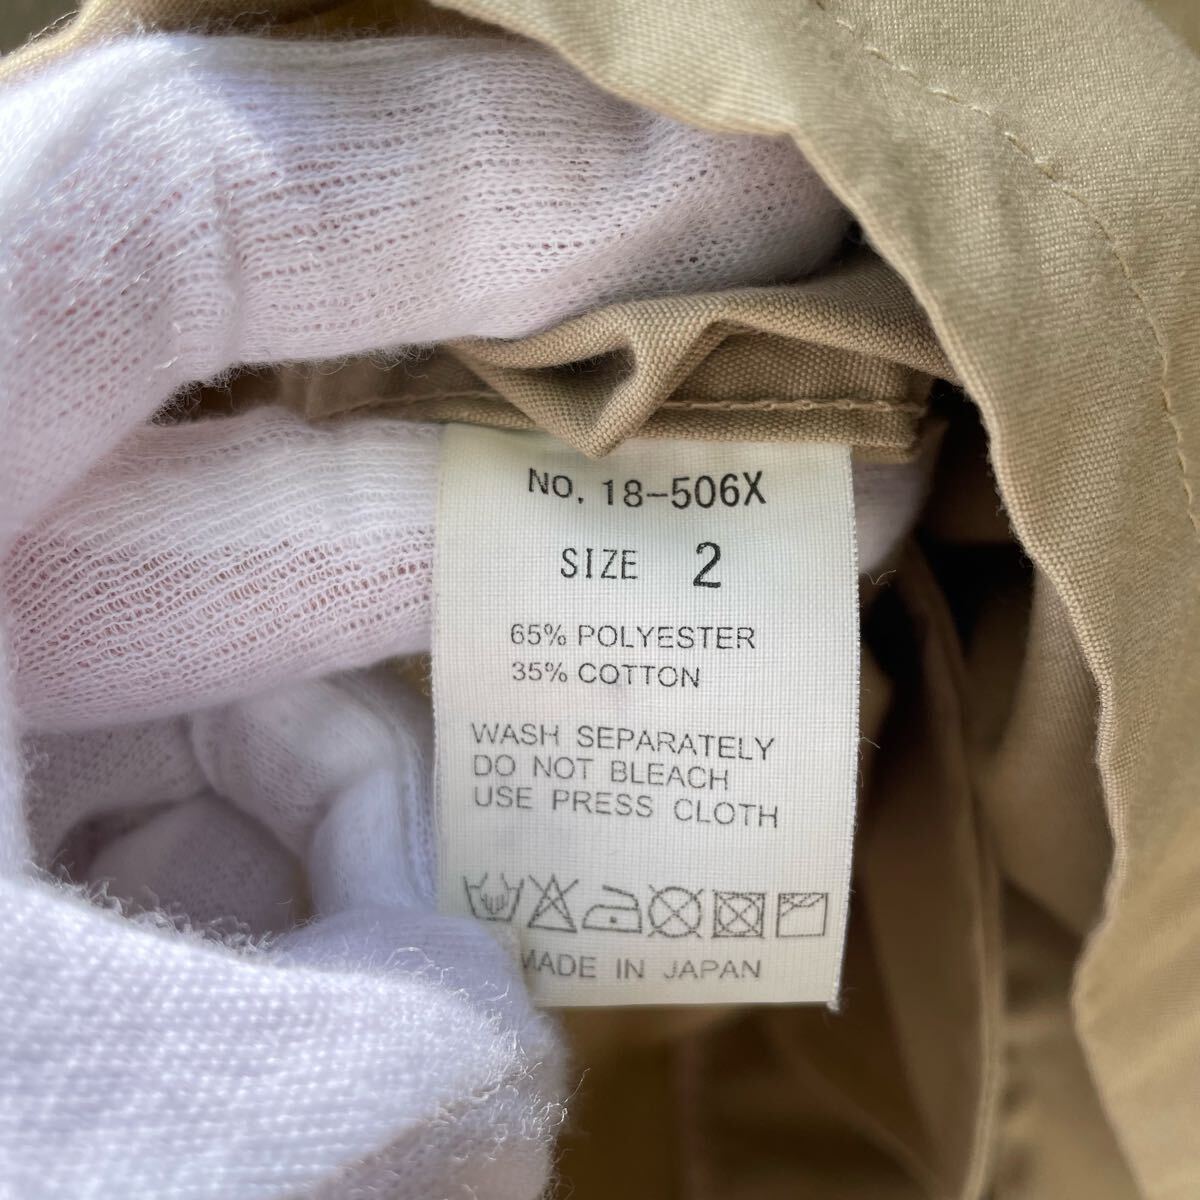 NO. 18-506X
SIZE 2
65% POLYESTER
35% COTTON
WASH SEPARATELY
DO NOT BLEACH
USE PRESS CLOTH
MADE IN JAPAN